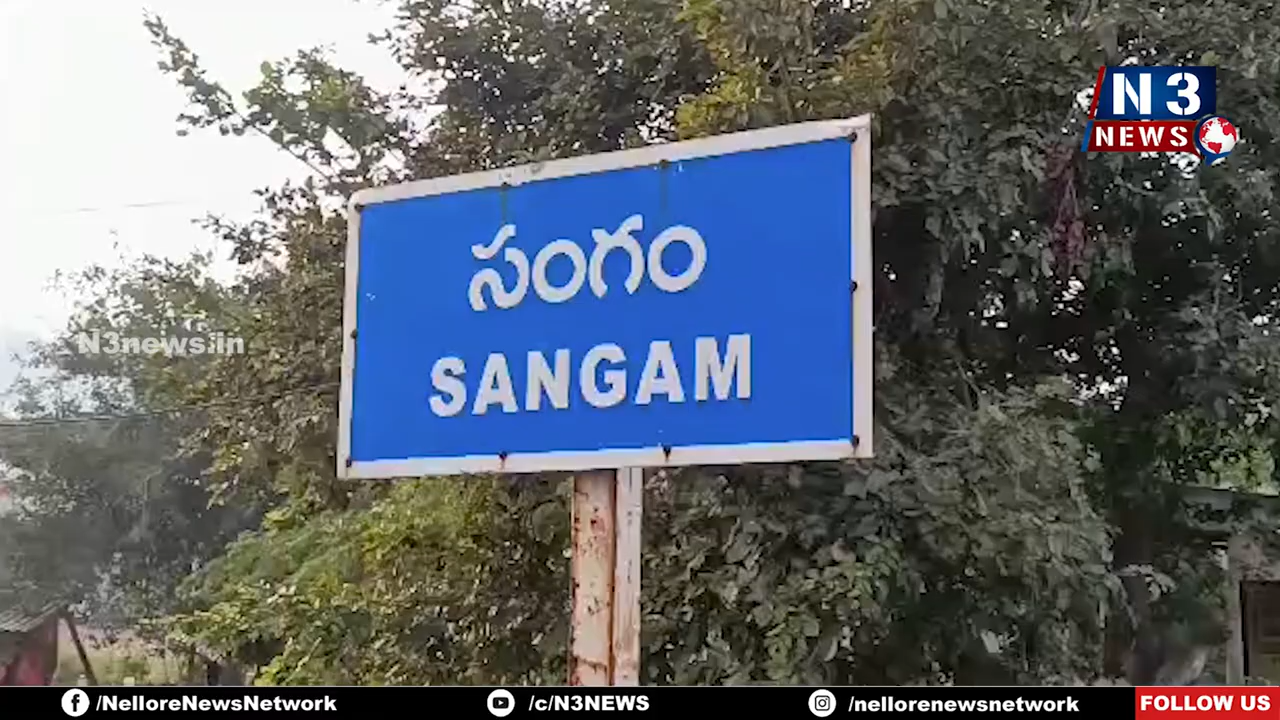 N3
NEWS
సంగం
SANGAM
N3news.in
/NelloreNewsNetwork
/c/N3NEWS
/nellorenewsnetwork
FOLLOW US